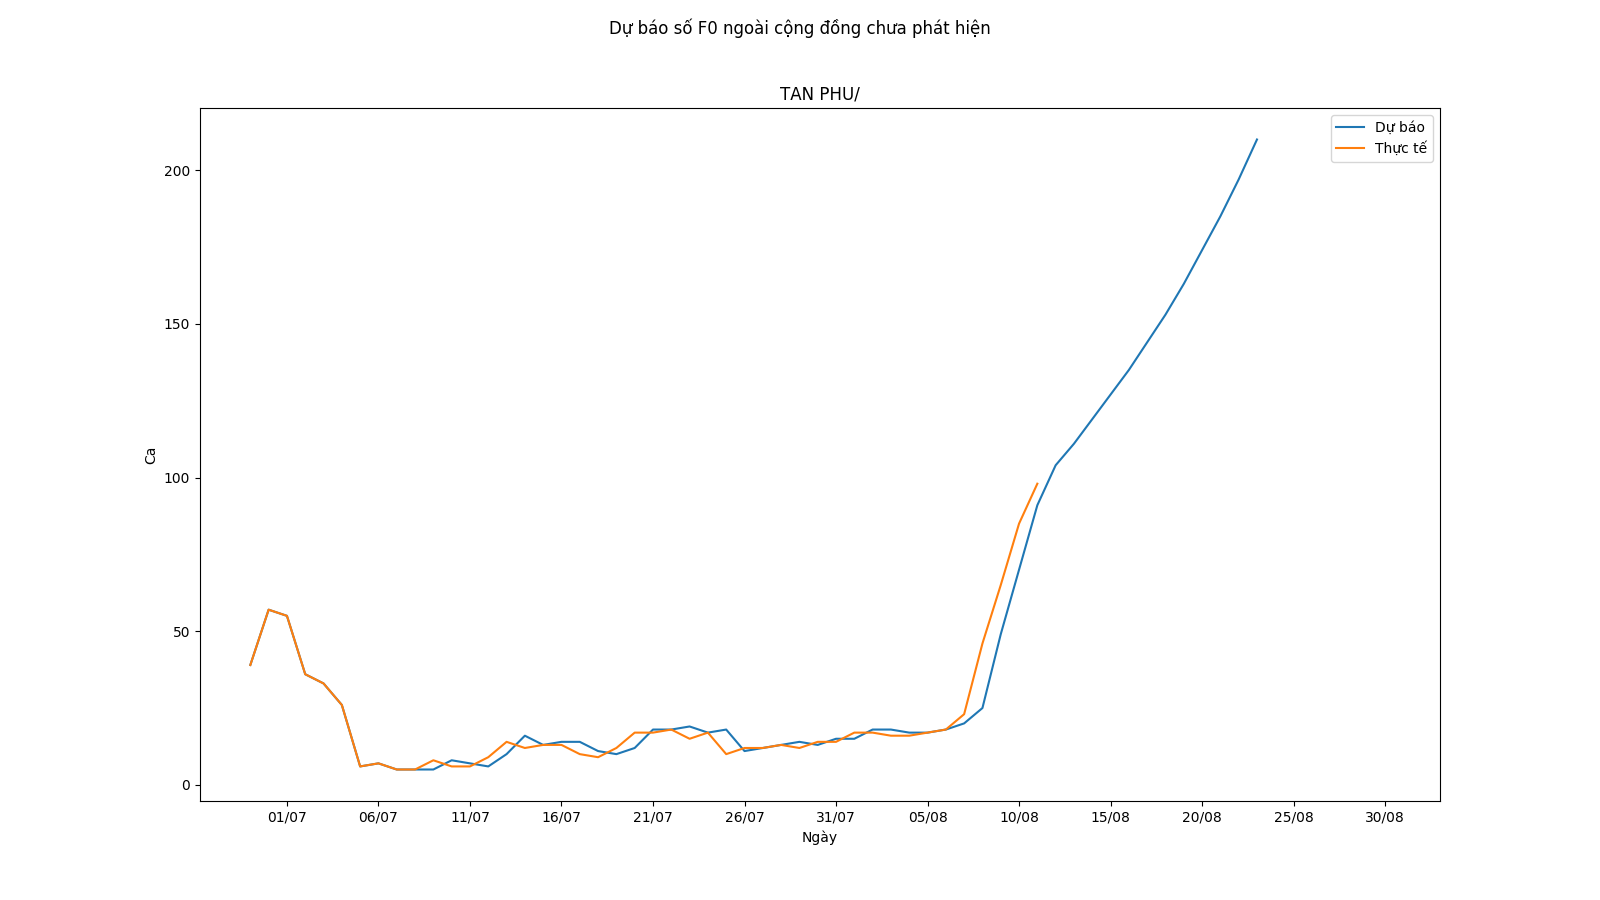 Dự báo số F0 ngoài cộng đồng chưa phát hiện
TAN PHU/
Dự báo
Thực tế
200
150
100
50
0
Ca
01/07 06/07 11/07 16/07 21/07 26/07 31/07 05/08 10/08 15/08 20/08 25/08 30/08
Ngày